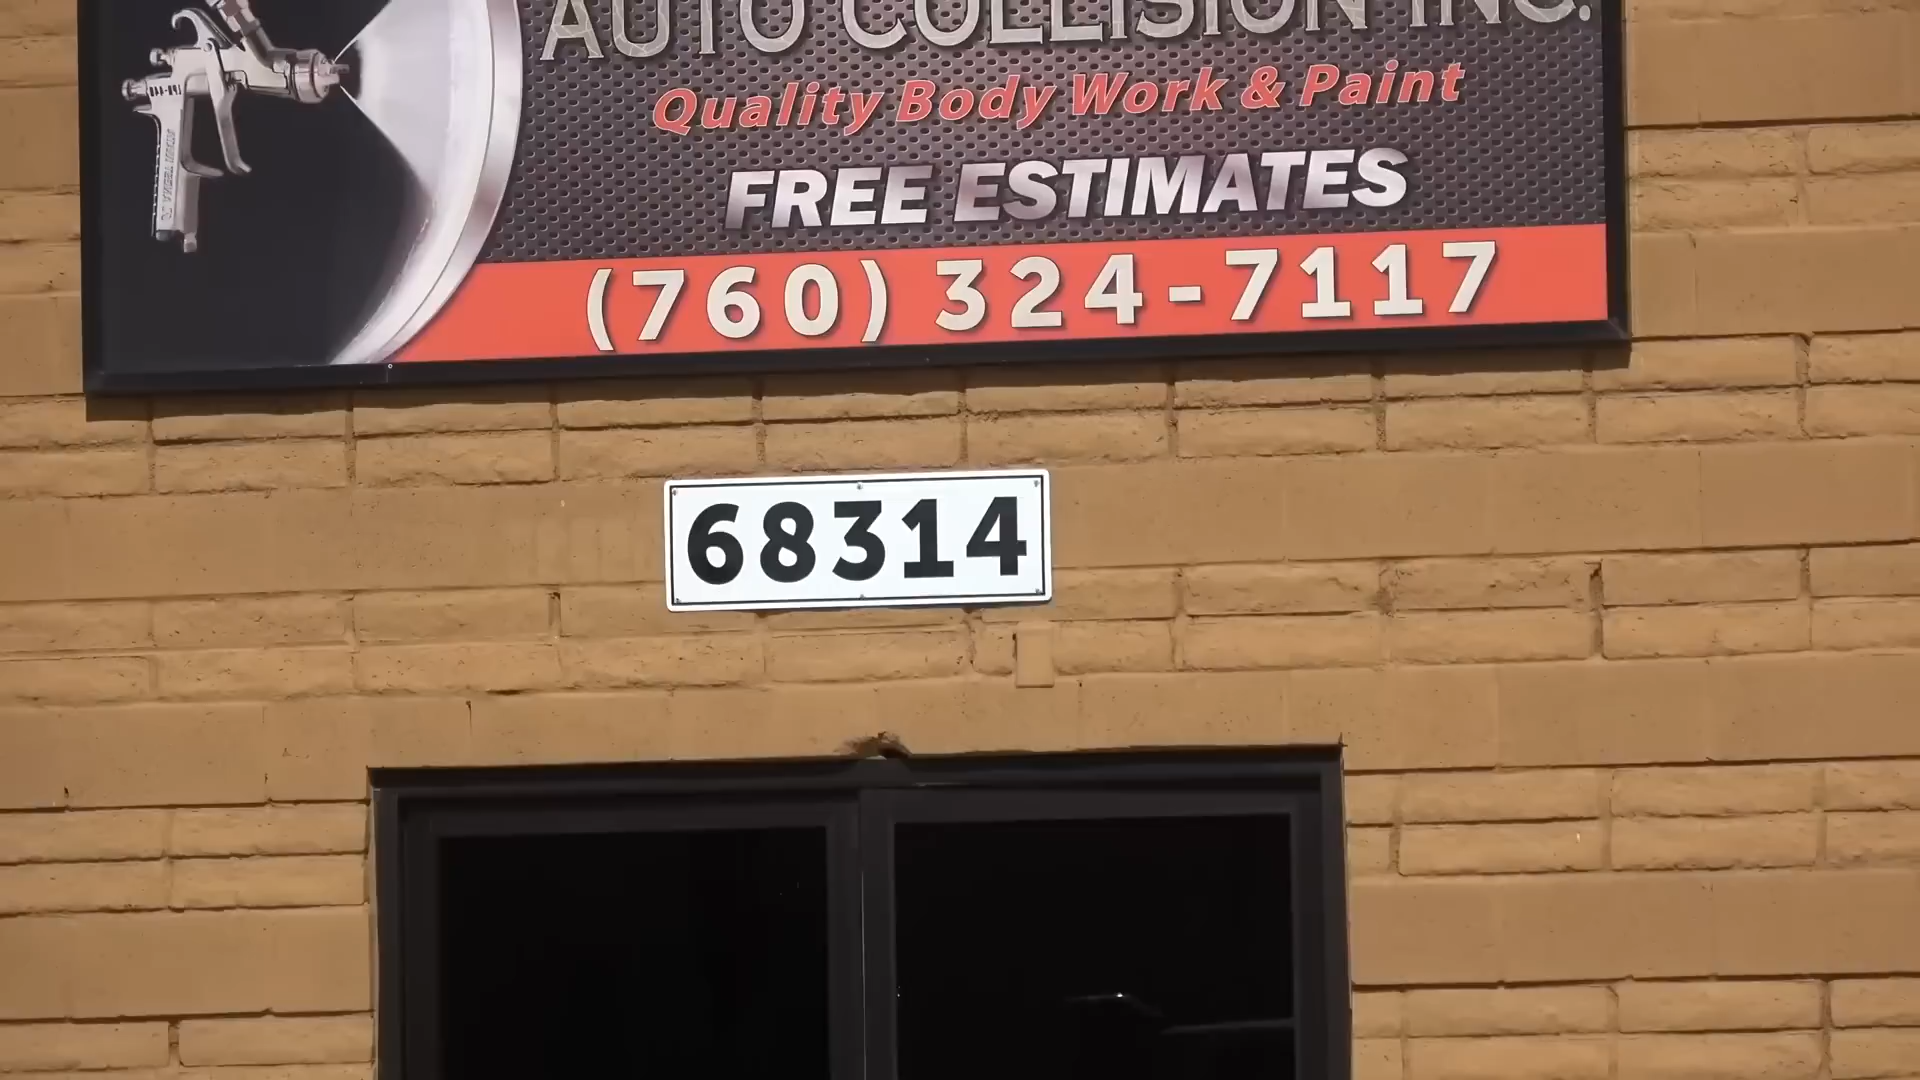 AUTO COLLISION INC.
Quality Body Work & Paint
FREE ESTIMATES
(760) 324-7117
68314